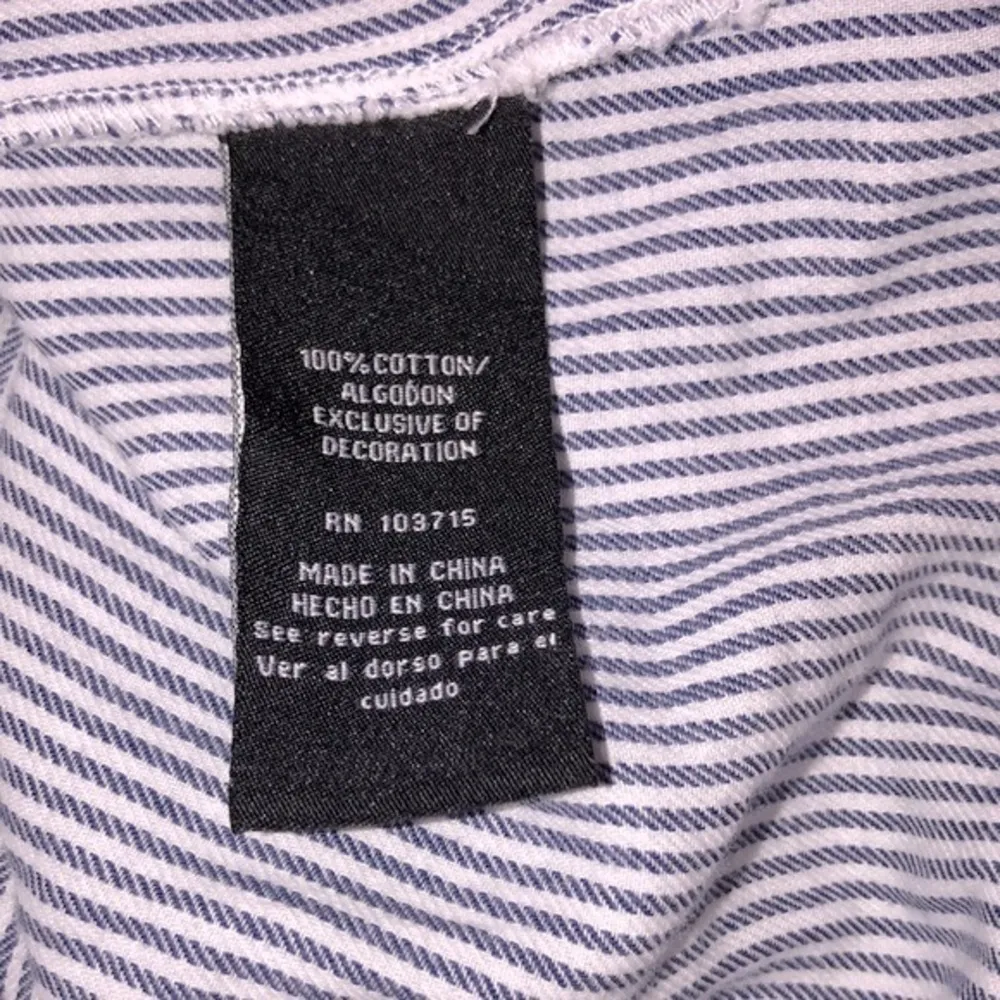 100% COTTON/
ALGODÓN
EXCLUSIVE OF
DECORATION
RN 103715
MADE IN CHINA
HECHO EN CHINA
See reverse for care
Ver al dorso para el
cuidado